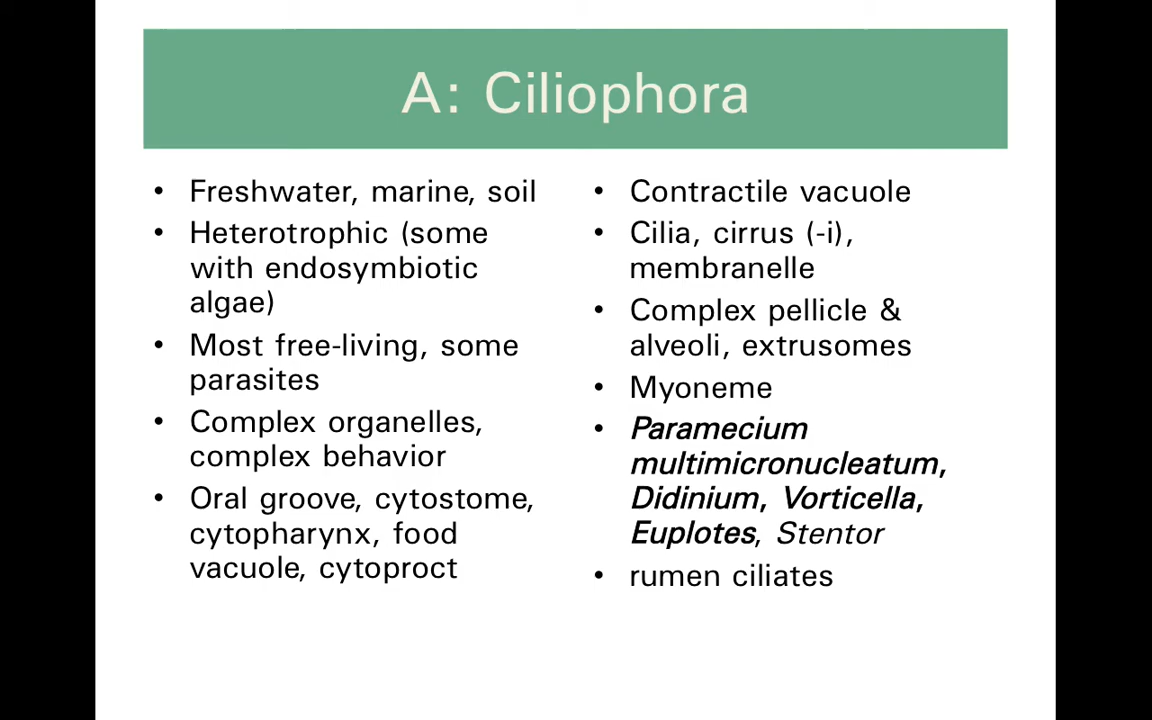 A: Ciliophora
• Freshwater, marine, soil
• Heterotrophic (some
with endosymbiotic
algae)
• Most free-living, some
parasites
• Complex organelles,
complex behavior
• Oral groove, cytostome,
cytopharynx, food
vacuole, cytoproct
• Contractile vacuole
• Cilia, cirrus (-i),
membranelle
• Complex pellicle &
alveoli, extrusomes
• Myoneme
• Paramecium
multimicronucleatum,
Didinium, Vorticella,
Euplotes, Stentor
• rumen ciliates